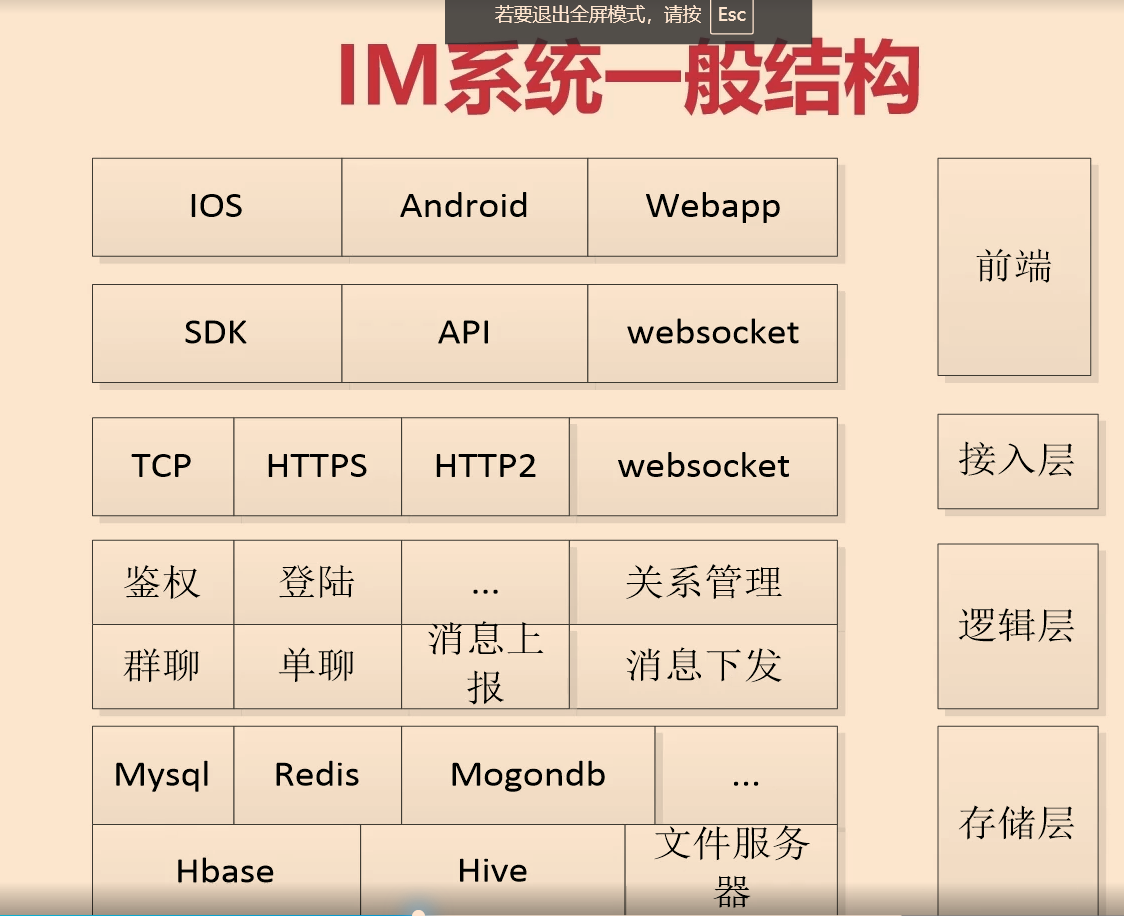 若要退出全屏模式，请按 Esc
IM系统一般结构
IOS Android Webapp
前端
SDK API websocket
TCP HTTPS HTTP2 websocket
接入层
鉴权 登陆 ... 关系管理
逻辑层
群聊 单聊 消息上
报 消息下发
Mysql Redis Mogondb ...
存储层
Hbase Hive 文件服务
器